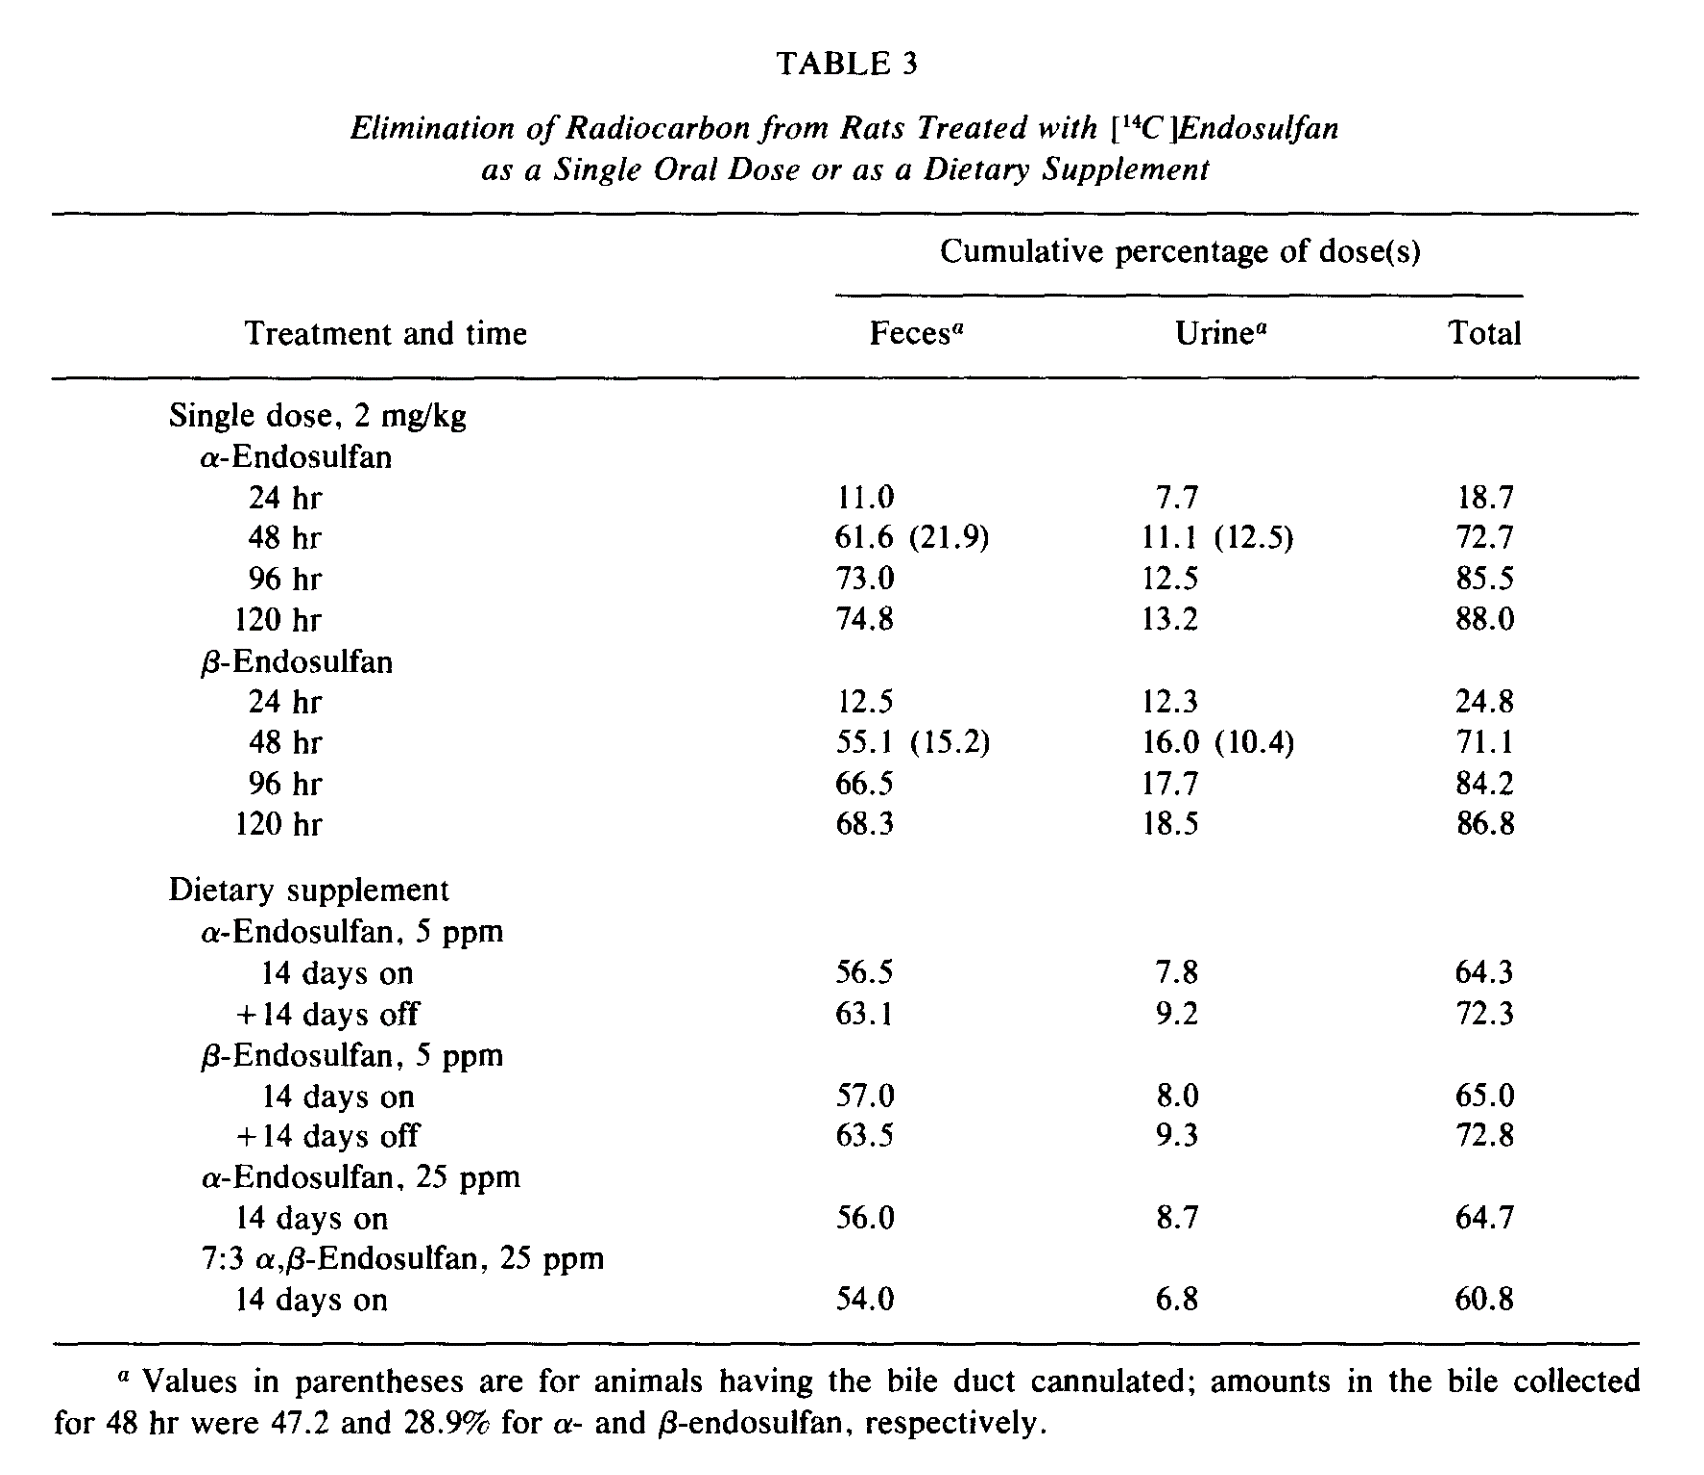 TABLE 3
Elimination of Radiocarbon from Rats Treated with [¹⁴C]Endosulfan
as a Single Oral Dose or as a Dietary Supplement
Cumulative percentage of dose(s)
Treatment and time Fecesᵃ Urineᵃ Total
Single dose, 2 mg/kg
α-Endosulfan
24 hr 11.0 7.7 18.7
48 hr 61.6 (21.9) 11.1 (12.5) 72.7
96 hr 73.0 12.5 85.5
120 hr 74.8 13.2 88.0
β-Endosulfan
24 hr 12.5 12.3 24.8
48 hr 55.1 (15.2) 16.0 (10.4) 71.1
96 hr 66.5 17.7 84.2
120 hr 68.3 18.5 86.8
Dietary supplement
α-Endosulfan, 5 ppm
14 days on 56.5 7.8 64.3
+14 days off 63.1 9.2 72.3
β-Endosulfan, 5 ppm
14 days on 57.0 8.0 65.0
+14 days off 63.5 9.3 72.8
α-Endosulfan, 25 ppm
14 days on 56.0 8.7 64.7
7:3 α,β-Endosulfan, 25 ppm
14 days on 54.0 6.8 60.8
ᵃ Values in parentheses are for animals having the bile duct cannulated; amounts in the bile collected
for 48 hr were 47.2 and 28.9% for α- and β-endosulfan, respectively.